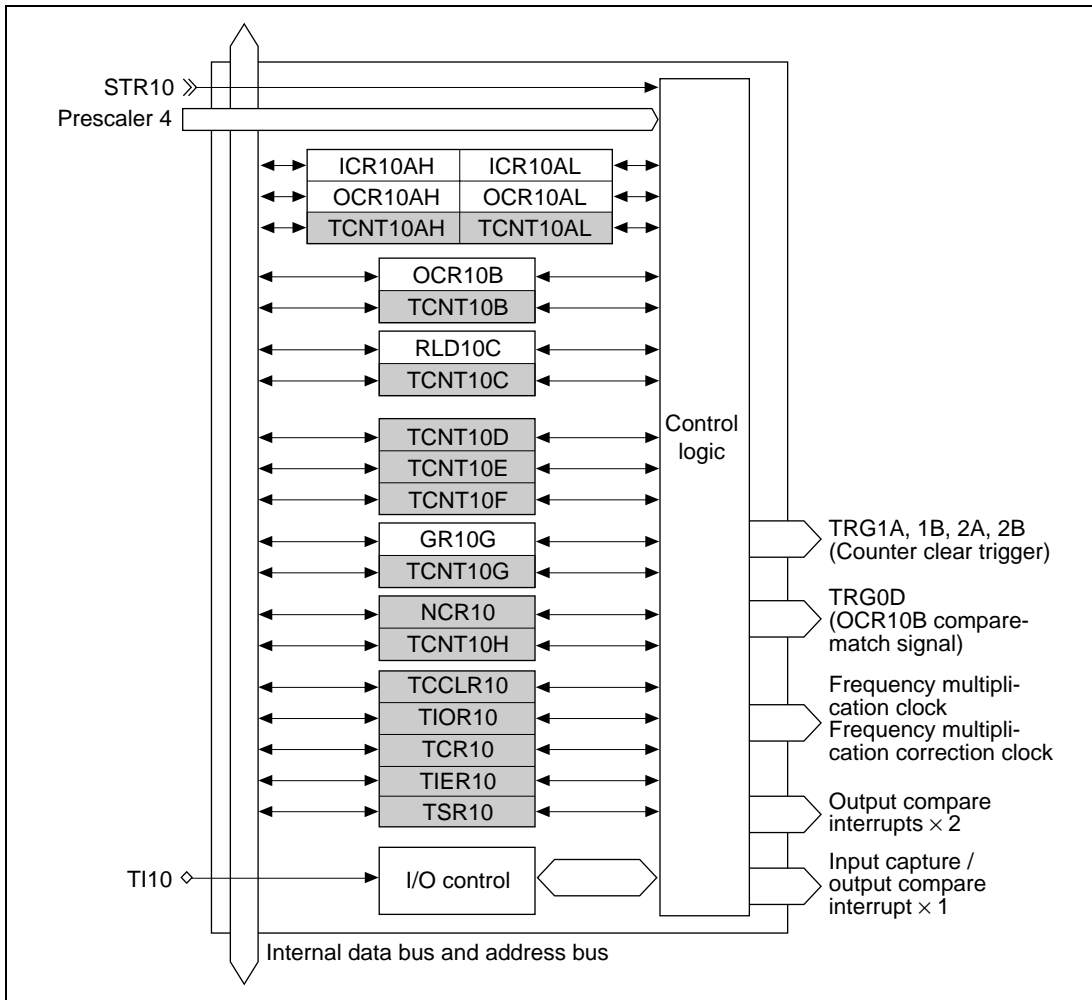 STR10
Prescaler 4
ICR10AH ICR10AL
OCR10AH OCR10AL
TCNT10AH TCNT10AL
OCR10B
TCNT10B
RLD10C
TCNT10C
TCNT10D
TCNT10E
TCNT10F
GR10G
TCNT10G
NCR10
TCNT10H
TCCLR10
TIOR10
TCR10
TIER10
TSR10
TI10
I/O control
Control
logic
TRG1A, 1B, 2A, 2B
(Counter clear trigger)
TRG0D
(OCR10B compare-
match signal)
Frequency multipli-
cation clock
Frequency multipli-
cation correction clock
Output compare
interrupts × 2
Input capture /
output compare
interrupt × 1
Internal data bus and address bus